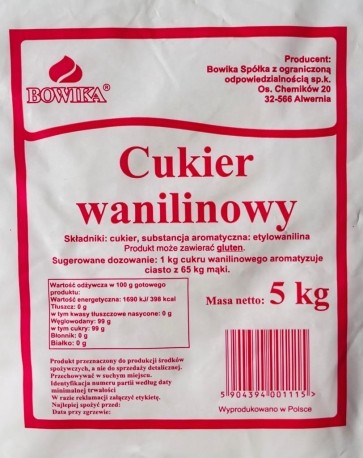 BOWIKA®
Producent:
Bowika Spółka z ograniczoną
odpowiedzialnością sp.k.
Os. Chemików 20
32-566 Alwernia
Cukier
wanilinowy
Składniki: cukier, substancja aromatyczna: etylowanilina
Produkt może zawierać gluten.
Sugerowane dozowanie: 1 kg cukru wanilinowego aromatyzuje
ciasto z 65 kg mąki.
Wartość odżywcza w 100 g gotowego
produktu:
Wartość energetyczna: 1690 kJ/ 398 kcal
Tłuszcz: 0 g
w tym kwasy tłuszczowe nasycone: 0 g
Węglowodany: 99 g
w tym cukry: 99 g
Błonnik: 0 g
Białko: 0 g
Masa netto: 5 kg
Produkt przeznaczony do produkcji środków
spożywczych, a nie do sprzedaży detalicznej.
Przechowywać w suchym miejscu.
Identyfikacja numeru partii według daty
minimalnej trwałości
W razie reklamacji załączyć etykietę.
Najlepiej spożyć przed:
Data przy zgrzewie:
5 904394 001115 >
Wyprodukowano w Polsce